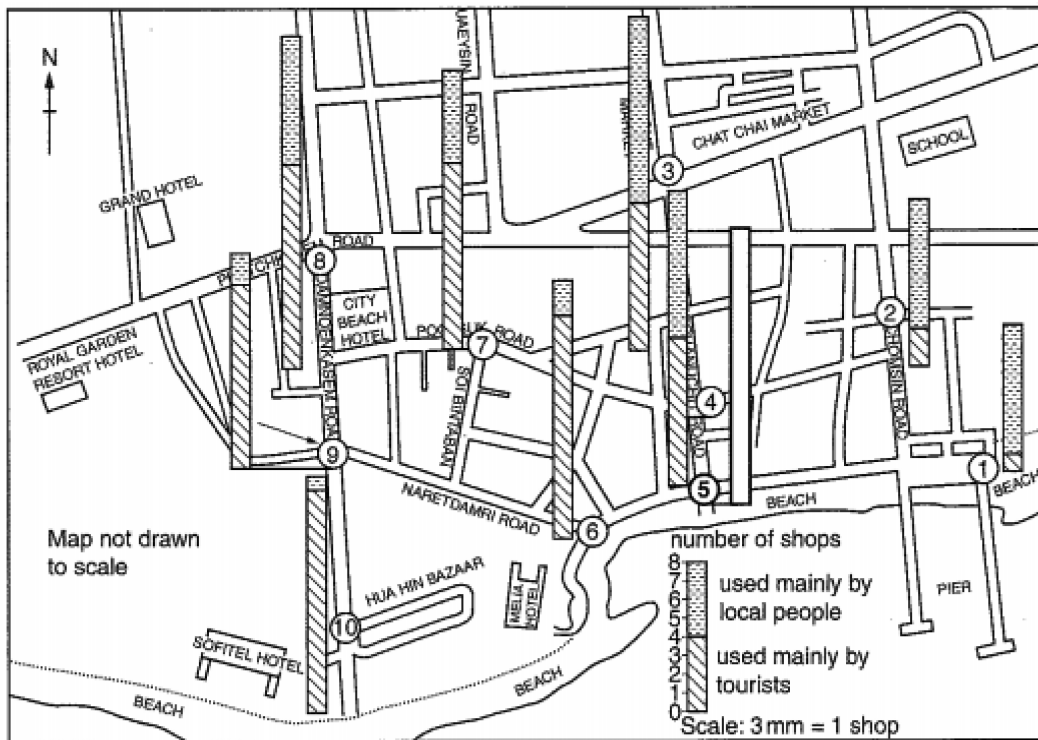 N
GRAND HOTEL
ROYAL GARDEN
RESORT HOTEL
ROAD
ROAD
CHAT CHAI MARKET
SCHOOL
3
8
CITY
BEACH
HOTEL
ROAD
7
SOI BINTABAN
2
4
ROAD
9
NARETDAMRI ROAD
6
5
BEACH
1
BEACH
Map not drawn
to scale
HUA HIN BAZAAR
10
SOFITEL HOTEL
MELIA
HOTEL
BEACH
BEACH
PIER
number of shops
8
7
6
5
4
3
2
1
0
used mainly by
local people
used mainly by
tourists
Scale: 3 mm = 1 shop